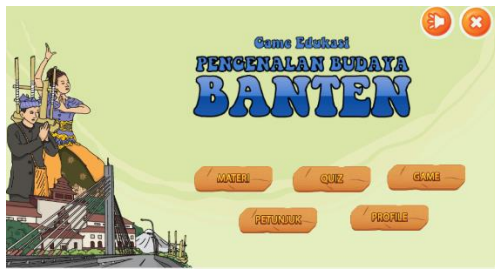 Game Edukasi
PENGENALAN BUDAYA
BANTEN
MATERI
QUIZ
GAME
PETUNJUK
PROFILE